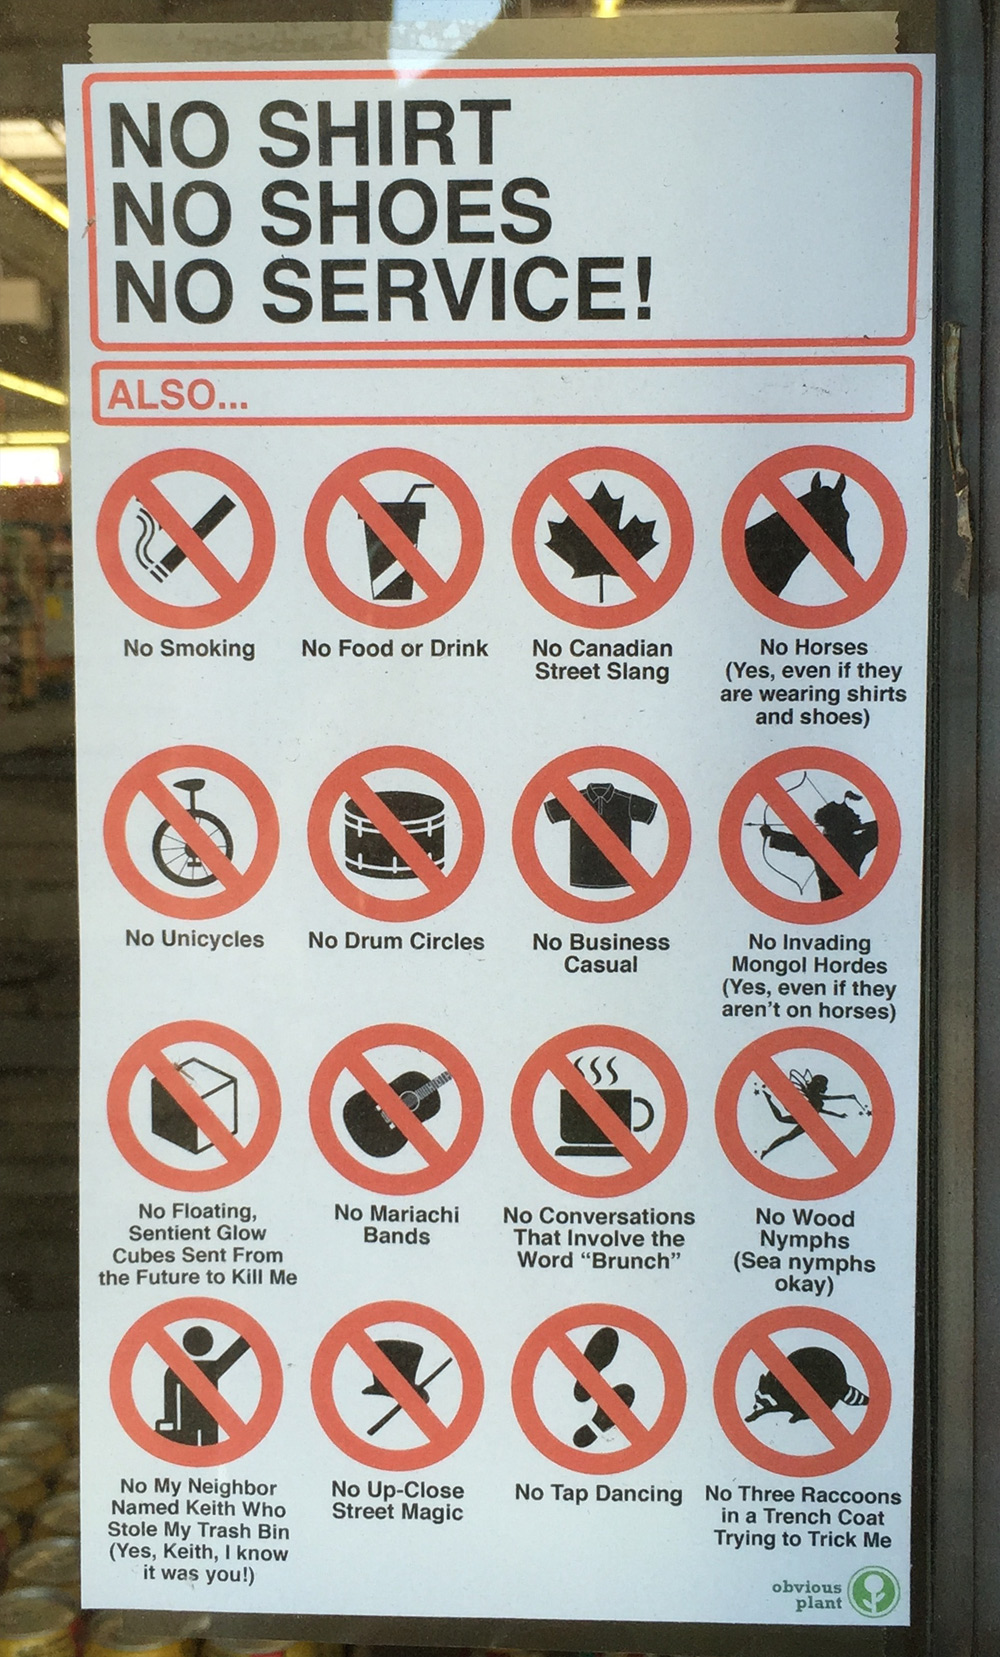 NO SHIRT
NO SHOES
NO SERVICE!
ALSO...
No Smoking
No Food or Drink
No Canadian
Street Slang
No Horses
(Yes, even if they
are wearing shirts
and shoes)
No Unicycles
No Drum Circles
No Business
Casual
No Invading
Mongol Hordes
(Yes, even if they
aren't on horses)
No Floating,
Sentient Glow
Cubes Sent From
the Future to Kill Me
No Mariachi
Bands
No Conversations
That Involve the
Word “Brunch”
No Wood
Nymphs
(Sea nymphs
okay)
No My Neighbor
Named Keith Who
Stole My Trash Bin
(Yes, Keith, I know
it was you!)
No Up-Close
Street Magic
No Tap Dancing
No Three Raccoons
in a Trench Coat
Trying to Trick Me
obvious
plant